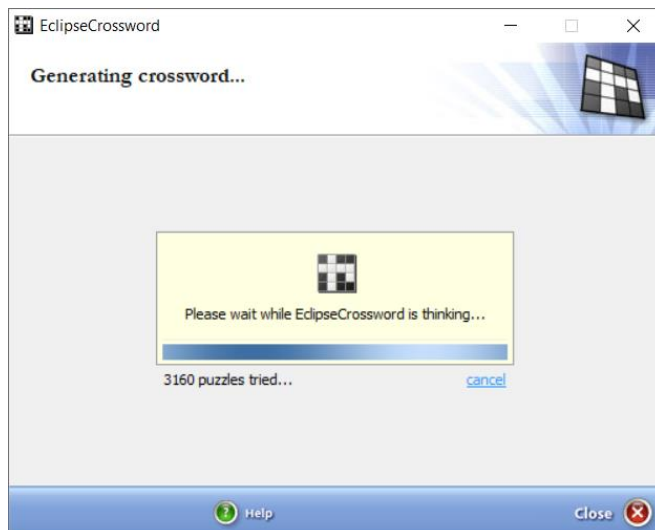 EclipseCrossword
Generating crossword...
Please wait while EclipseCrossword is thinking...
3160 puzzles tried... cancel
Help Close